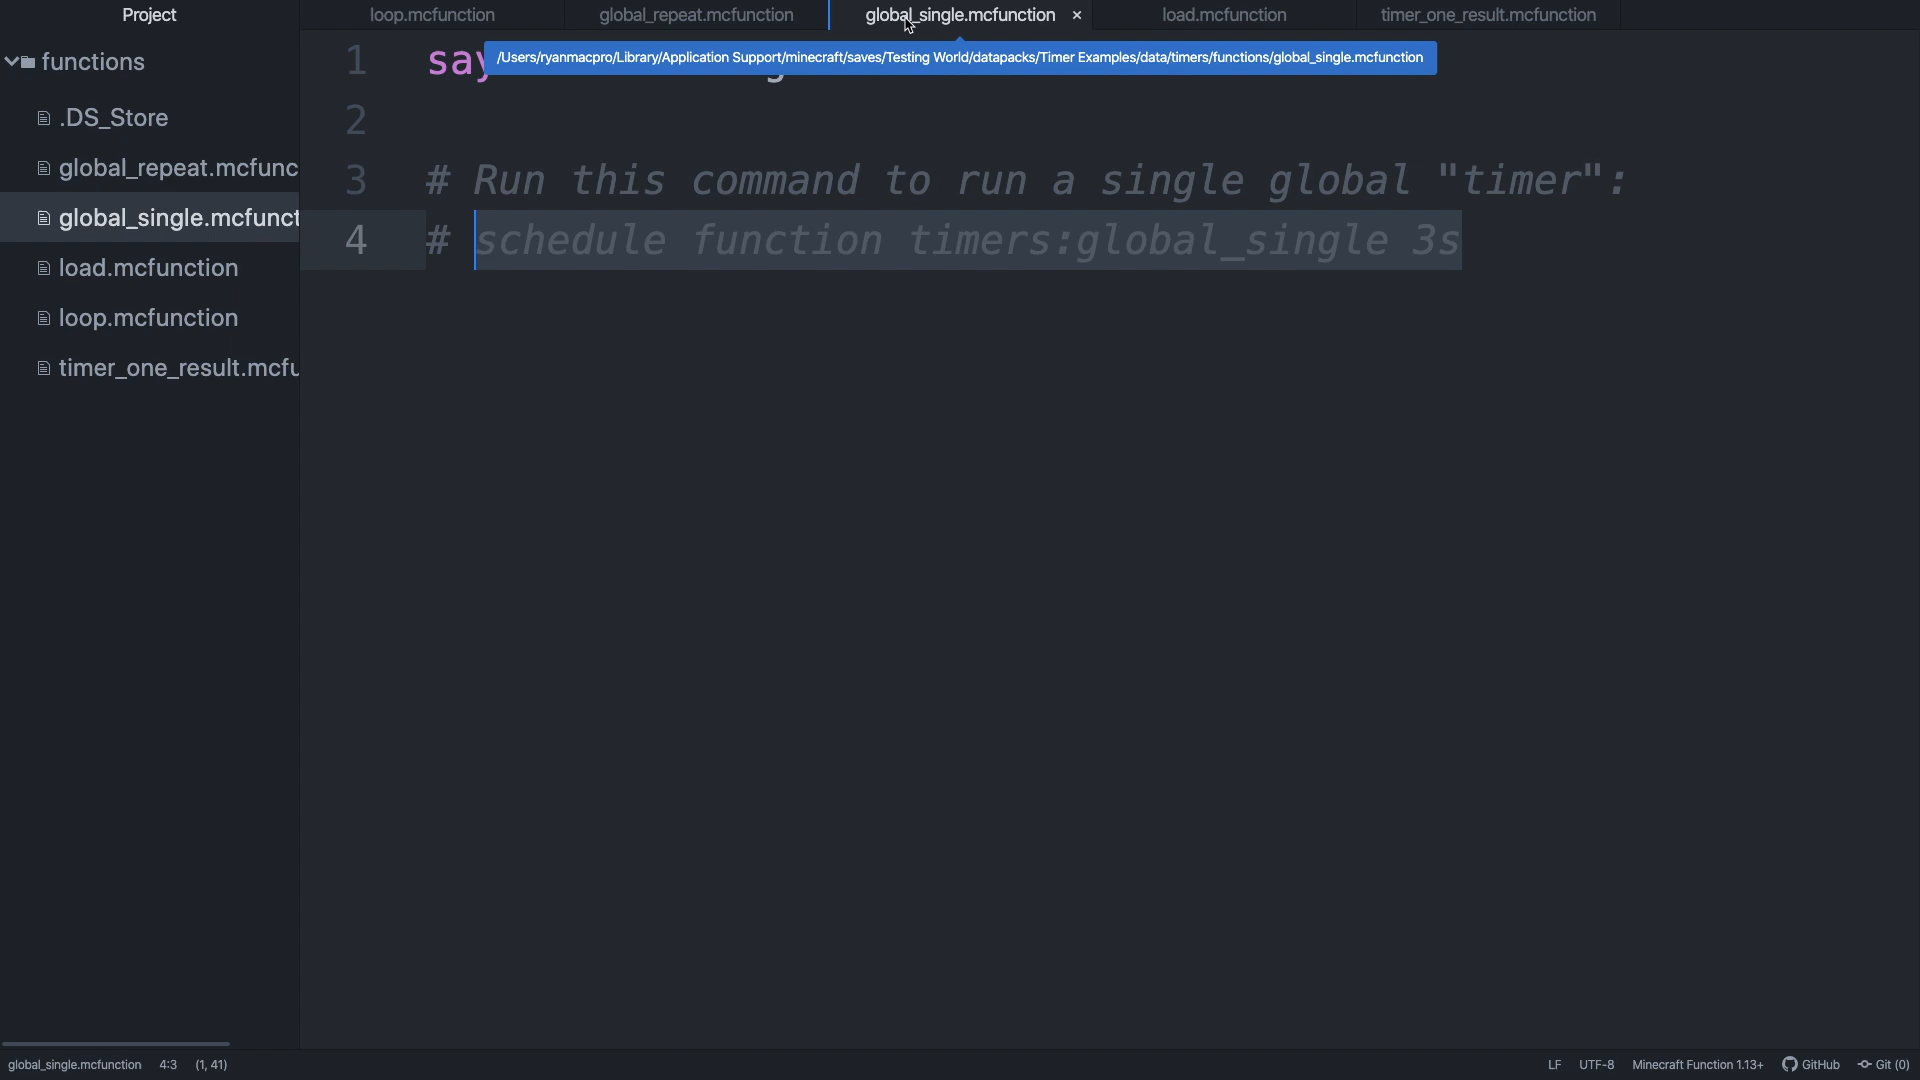 Project
loop.mcfunction
global_repeat.mcfunction
global_single.mcfunction ×
load.mcfunction
timer_one_result.mcfunction
functions
.DS_Store
global_repeat.mcfunc
global_single.mcfunct
load.mcfunction
loop.mcfunction
timer_one_result.mcfu
/Users/ryanmacpro/Library/Application Support/minecraft/saves/Testing World/datapacks/Timer Examples/data/timers/functions/global_single.mcfunction
1 say
2
3 # Run this command to run a single global "timer":
4 # schedule function timers:global_single 3s
global_single.mcfunction 4:3 (1, 41)
LF UTF-8 Minecraft Function 1.13+ GitHub Git (0)